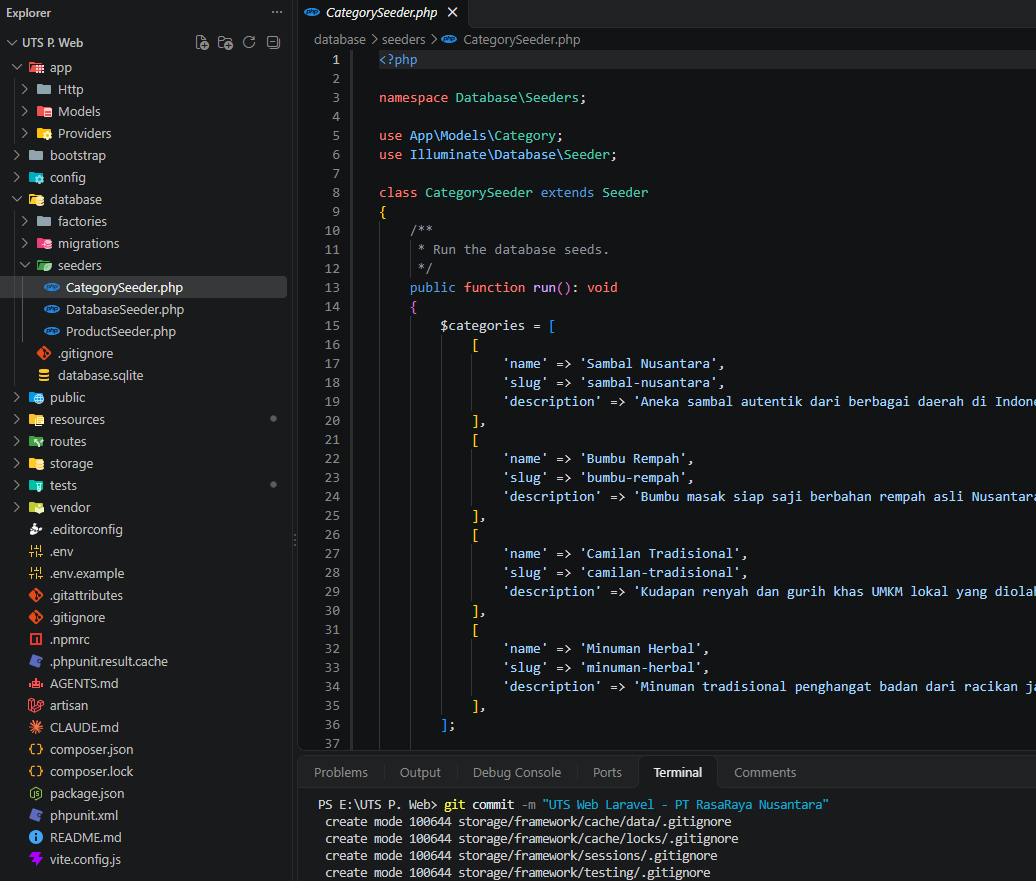 Explorer
UTS P. Web
app
Http
Models
Providers
bootstrap
config
database
factories
migrations
seeders
CategorySeeder.php
DatabaseSeeder.php
ProductSeeder.php
.gitignore
database.sqlite
public
resources
routes
storage
tests
vendor
.editorconfig
.env
.env.example
.gitattributes
.gitignore
.npmrc
.phpunit.result.cache
AGENTS.md
artisan
CLAUDE.md
composer.json
composer.lock
package.json
phpunit.xml
README.md
vite.config.js
CategorySeeder.php
database > seeders > CategorySeeder.php
1 <?php
2
3 namespace Database\Seeders;
4
5 use App\Models\Category;
6 use Illuminate\Database\Seeder;
7
8 class CategorySeeder extends Seeder
9 {
10 /**
11 * Run the database seeds.
12 */
13 public function run(): void
14 {
15 $categories = [
16 [
17 'name' => 'Sambal Nusantara',
18 'slug' => 'sambal-nusantara',
19 'description' => 'Aneka sambal autentik dari berbagai daerah di Indone
20 ],
21 [
22 'name' => 'Bumbu Rempah',
23 'slug' => 'bumbu-rempah',
24 'description' => 'Bumbu masak siap saji berbahan rempah asli Nusantara
25 ],
26 [
27 'name' => 'Camilan Tradisional',
28 'slug' => 'camilan-tradisional',
29 'description' => 'Kudapan renyah dan gurih khas UMKM lokal yang diolah
30 ],
31 [
32 'name' => 'Minuman Herbal',
33 'slug' => 'minuman-herbal',
34 'description' => 'Minuman tradisional penghangat badan dari racikan ja
35 ],
36 ];
37
Problems Output Debug Console Ports Terminal Comments
PS E:\UTS P. Web> git commit -m "UTS Web Laravel - PT RasaRaya Nusantara"
create mode 100644 storage/framework/cache/data/.gitignore
create mode 100644 storage/framework/cache/locks/.gitignore
create mode 100644 storage/framework/sessions/.gitignore
create mode 100644 storage/framework/testing/.gitignore